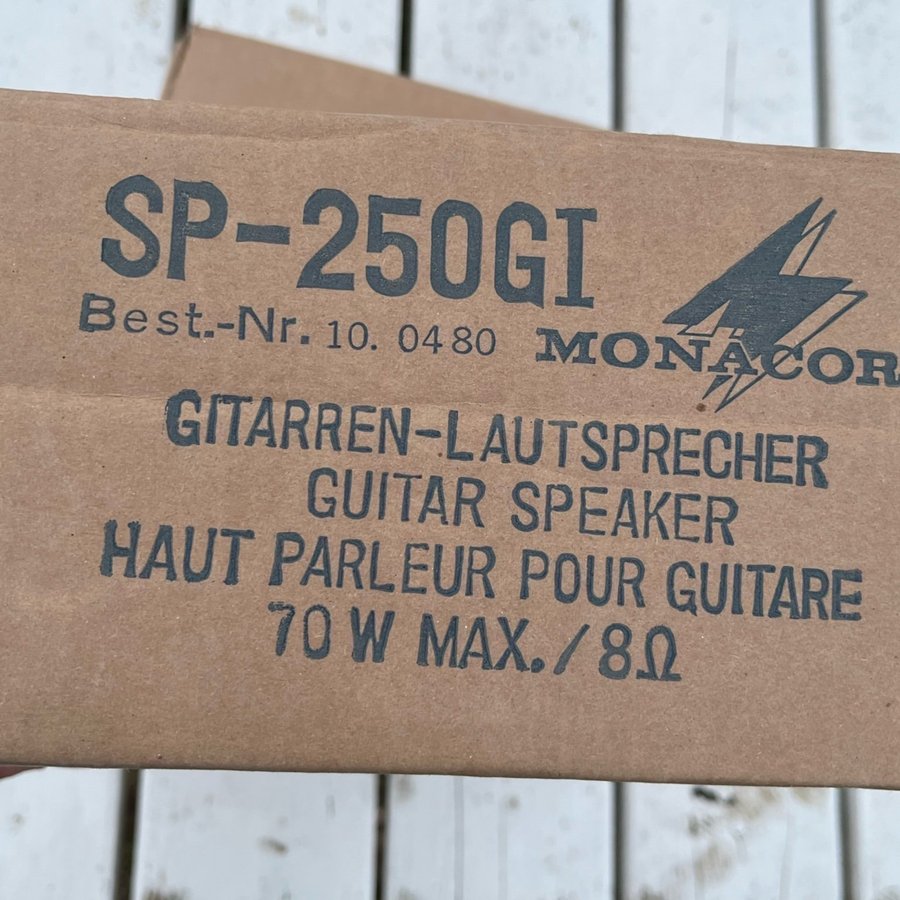 SP-250GI
Best.-Nr. 10. 0480
MONACOR
GITARREN-LAUTSPRECHER
GUITAR SPEAKER
HAUT PARLEUR POUR GUITARE
70 W MAX. / 8Ω